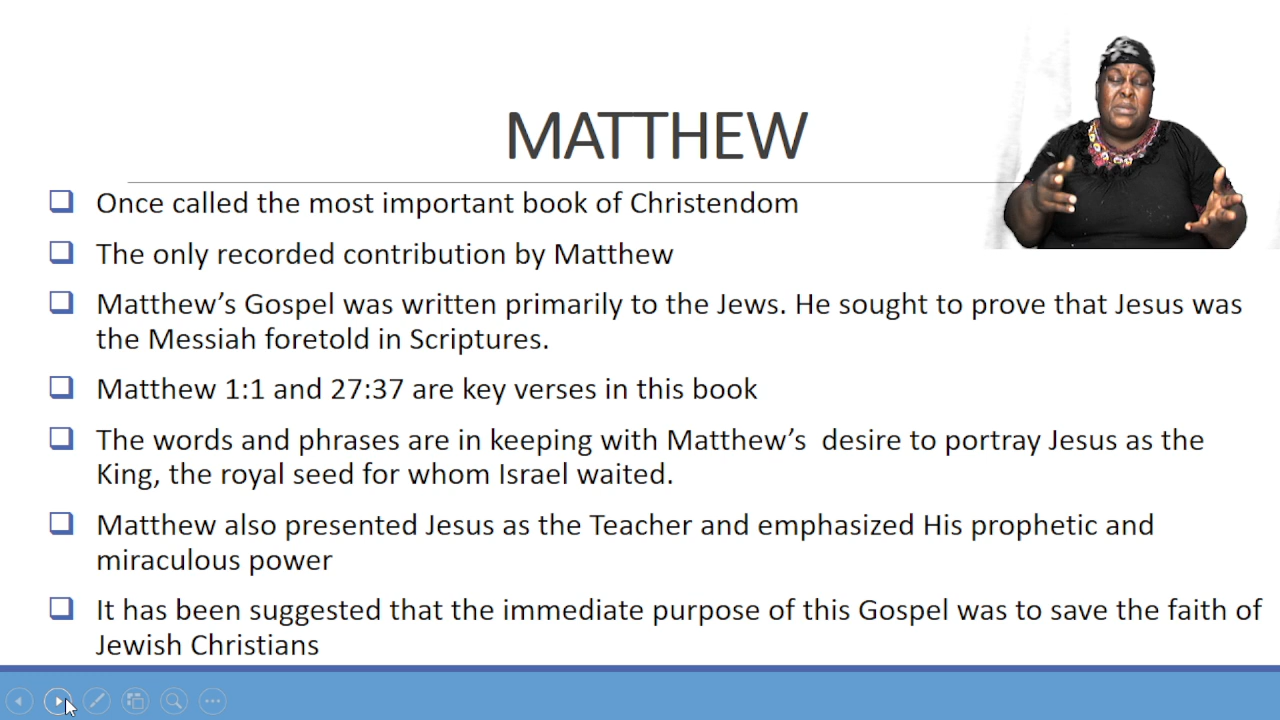 MATTHEW
Once called the most important book of Christendom
The only recorded contribution by Matthew
Matthew’s Gospel was written primarily to the Jews. He sought to prove that Jesus was
the Messiah foretold in Scriptures.
Matthew 1:1 and 27:37 are key verses in this book
The words and phrases are in keeping with Matthew’s  desire to portray Jesus as the
King, the royal seed for whom Israel waited.
Matthew also presented Jesus as the Teacher and emphasized His prophetic and
miraculous power
It has been suggested that the immediate purpose of this Gospel was to save the faith of
Jewish Christians